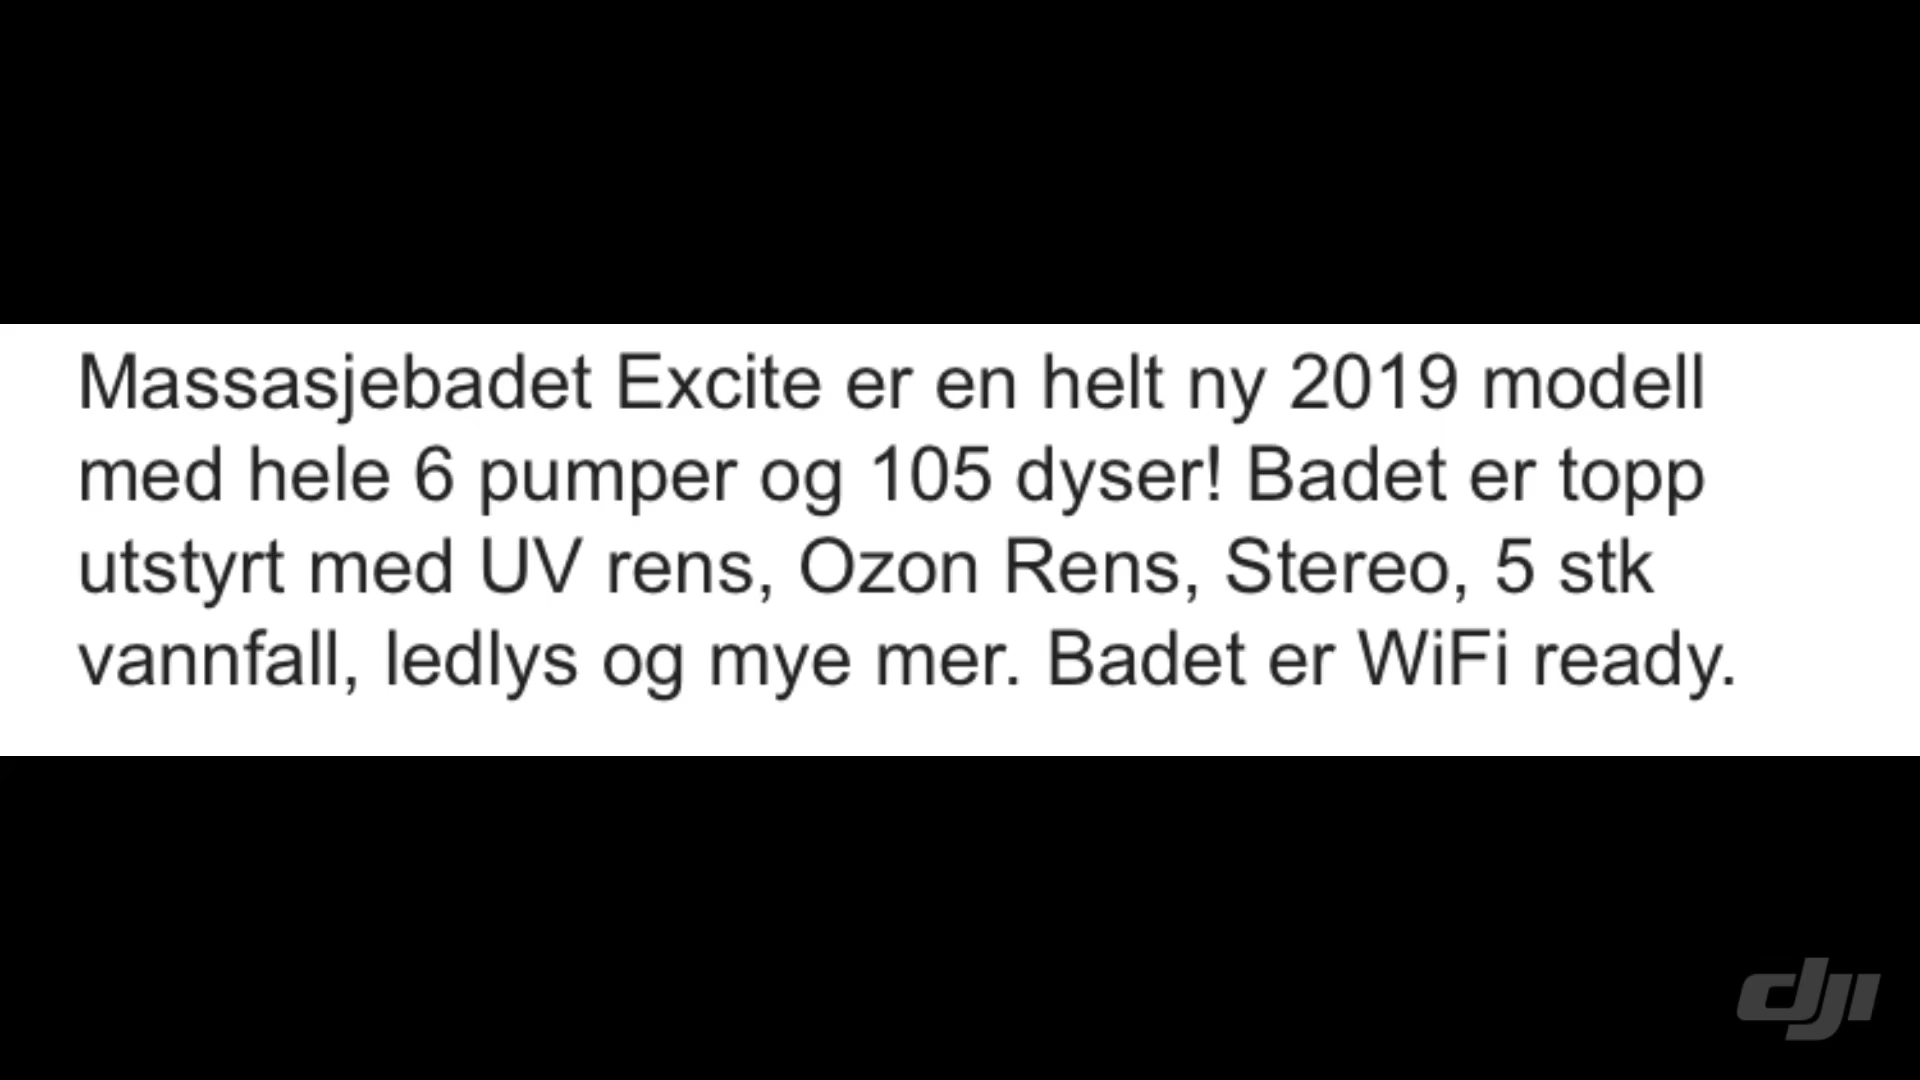 Massasjebadet Excite er en helt ny 2019 modell
med hele 6 pumper og 105 dyser! Badet er topp
utstyrt med UV rens, Ozon Rens, Stereo, 5 stk
vannfall, ledlys og mye mer. Badet er WiFi ready.
dji